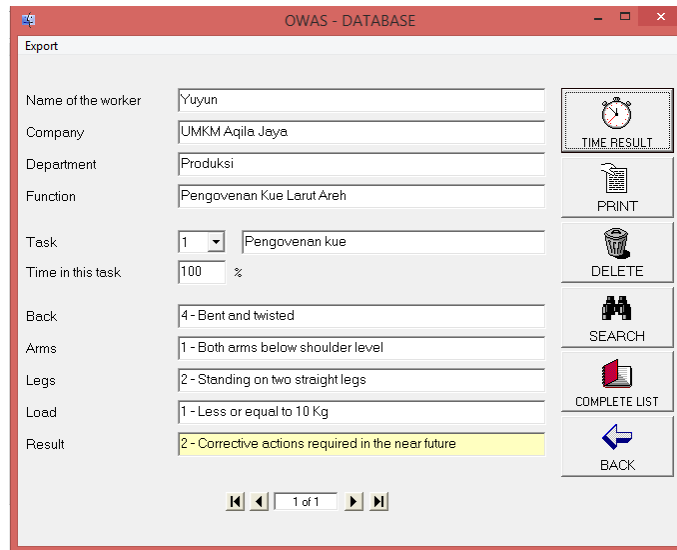 OWAS - DATABASE
Export
Name of the worker Yuyun
Company UMKM Aqila Jaya
Department Produksi
Function Pengovenan Kue Larut Areh
Task 1 Pengovenan kue
Time in this task 100 %
Back 4 - Bent and twisted
Arms 1 - Both arms below shoulder level
Legs 2 - Standing on two straight legs
Load 1 - Less or equal to 10 Kg
Result 2 - Corrective actions required in the near future
1 of 1
TIME RESULT
PRINT
DELETE
SEARCH
COMPLETE LIST
BACK